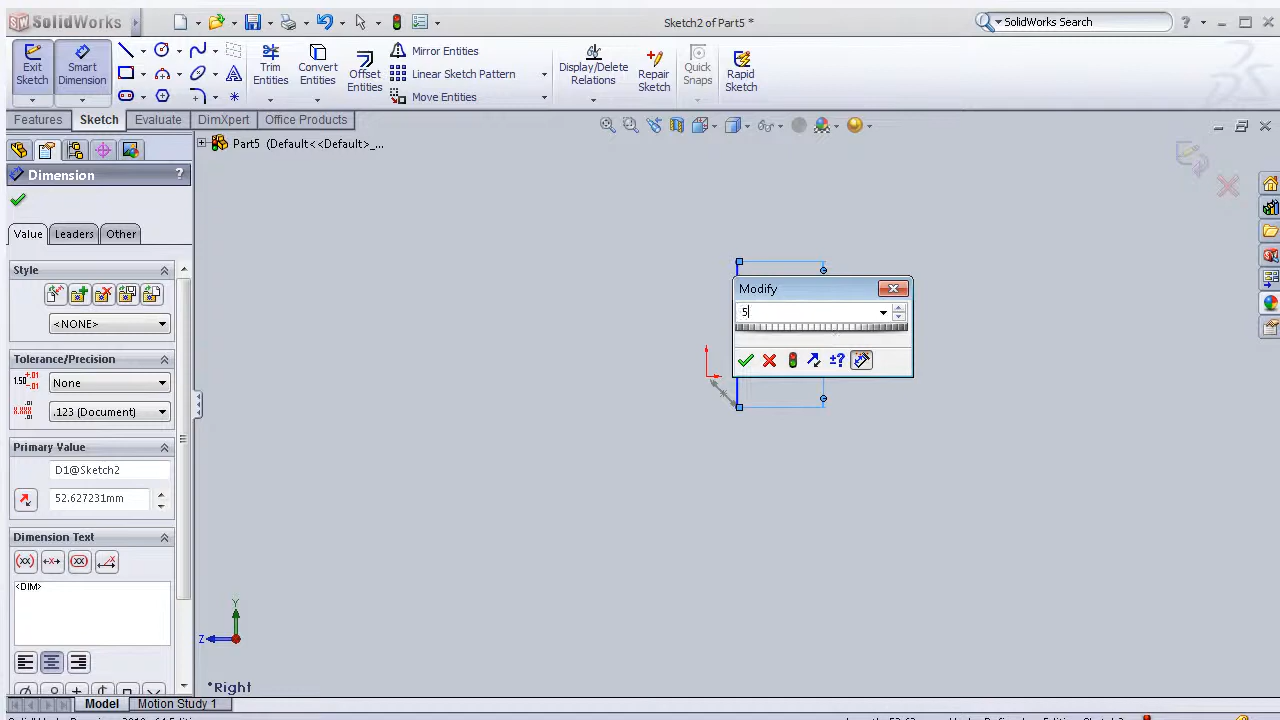 SW SolidWorks
Sketch2 of Part5 *
SolidWorks Search
?
Exit Sketch
Smart Dimension
Trim Entities
Convert Entities
Offset Entities
Mirror Entities
Linear Sketch Pattern
Move Entities
Display/Delete Relations
Repair Sketch
Quick Snaps
Rapid Sketch
Features
Sketch
Evaluate
DimXpert
Office Products
Part5 (Default<<Default>_...
Dimension
?
Value
Leaders
Other
Style
<NONE>
Tolerance/Precision
None
.123 (Document)
Primary Value
D1@Sketch2
52.627231mm
Dimension Text
<DIM>
Modify
5
±?
Y
Z
*Right
Model
Motion Study 1